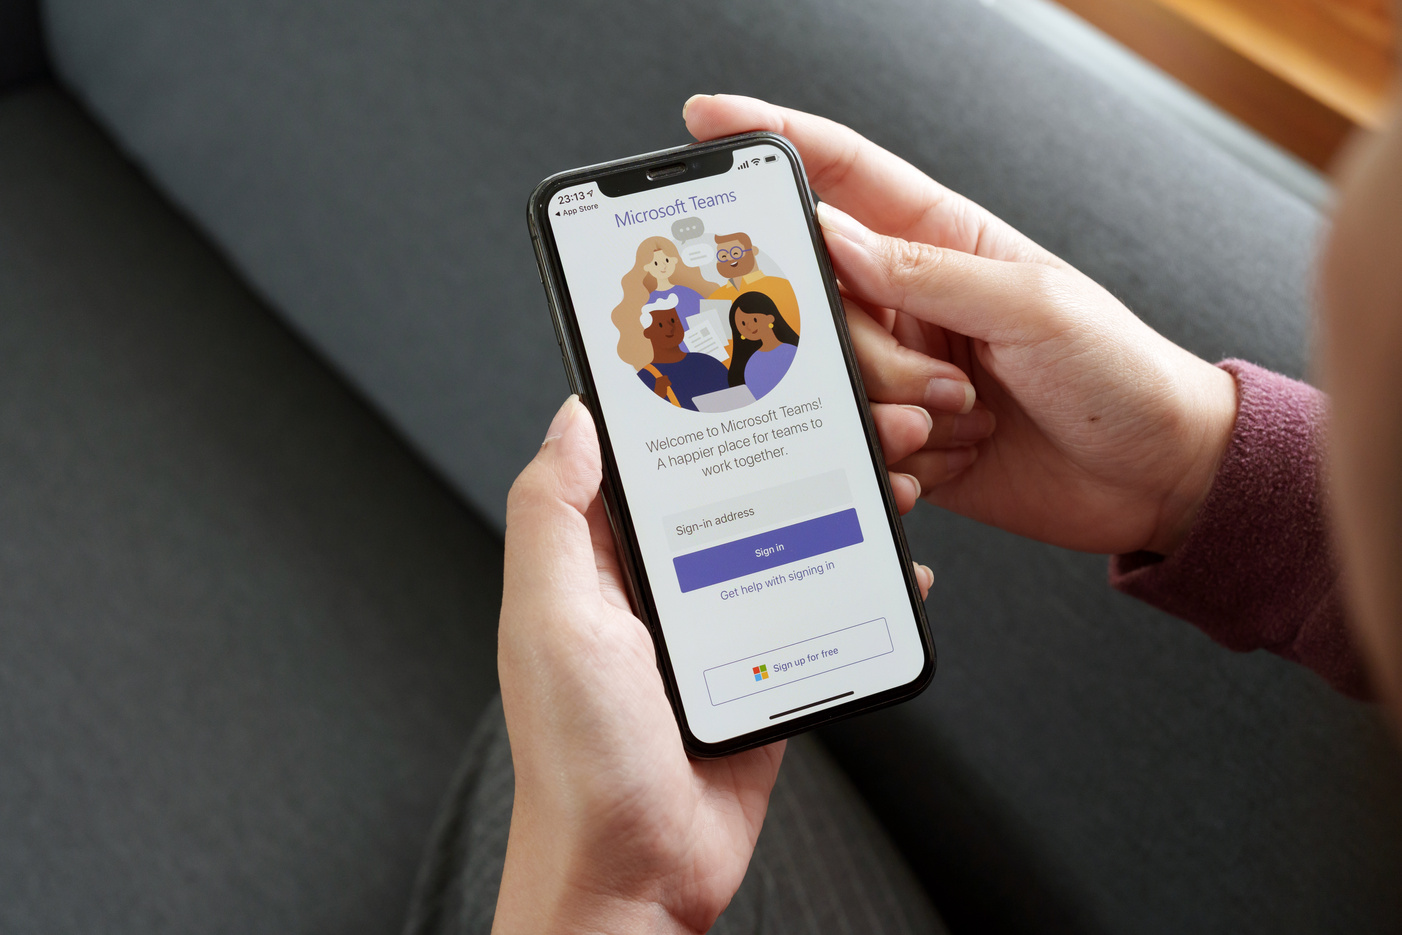 23:13
◀ App Store
Microsoft Teams
Welcome to Microsoft Teams!
A happier place for teams to
work together.
Sign-in address
Sign in
Get help with signing in
Sign up for free